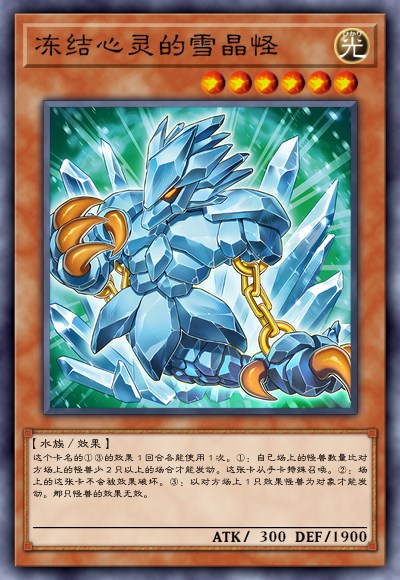 冻结心灵的雪晶怪
ひかり
光
【水族／效果】
这个卡名的①③的效果1回合各能使用1次。①：自己场上的怪兽数量比对
方场上的怪兽少2只以上的场合才能发动。这张卡从手卡特殊召唤。②：场
上的这张卡不会被效果破坏。③：以对方场上1只效果怪兽为对象才能发
动。那只怪兽的效果无效。
ATK/ 300 DEF/1900